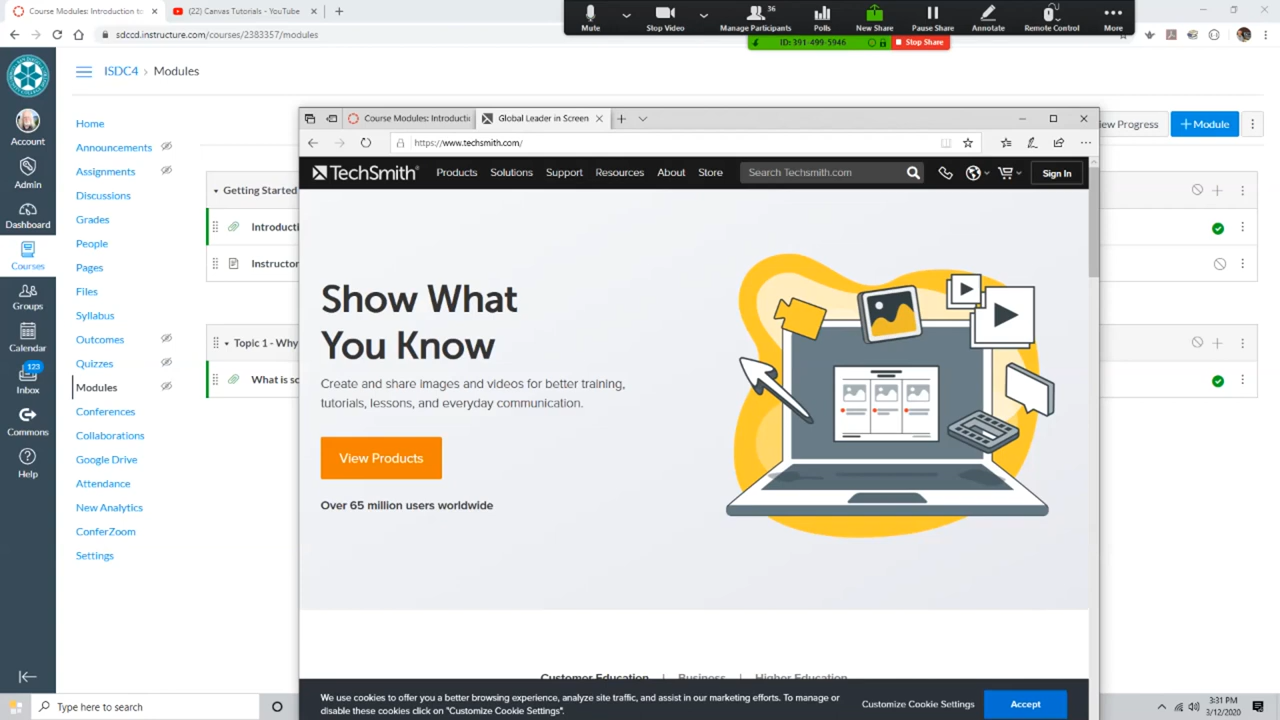 Course Modules: Introduction to
(22) Canvas Tutorials - YouTube
sdccd.instructure.com/courses/2383357/modules
Mute
Stop Video
36
Manage Participants
Polls
New Share
Pause Share
Annotate
Remote Control
More
ID: 391-499-5946
Stop Share
ISDC4 › Modules
Account
Admin
Dashboard
Courses
Groups
Calendar
123
Inbox
Commons
Help
Home
Announcements
Assignments
Discussions
Grades
People
Pages
Files
Syllabus
Outcomes
Quizzes
Modules
Conferences
Collaborations
Google Drive
Attendance
New Analytics
ConferZoom
Settings
Progress
+ Module
Getting Started
Introducti
Instructor
Topic 1 - Why
What is sc
Course Modules: Introductio
Global Leader in Screen
https://www.techsmith.com/
TechSmith
Products
Solutions
Support
Resources
About
Store
Search Techsmith.com
Sign In
Show What
You Know
Create and share images and videos for better training,
tutorials, lessons, and everyday communication.
View Products
Over 65 million users worldwide
Customer Education | Business | Higher Education
We use cookies to offer you a better browsing experience, analyze site traffic, and assist in our marketing efforts. To manage or
disable these cookies click on "Customize Cookie Settings".
Customize Cookie Settings
Accept
Type here to search
3:31 PM
3/12/2020